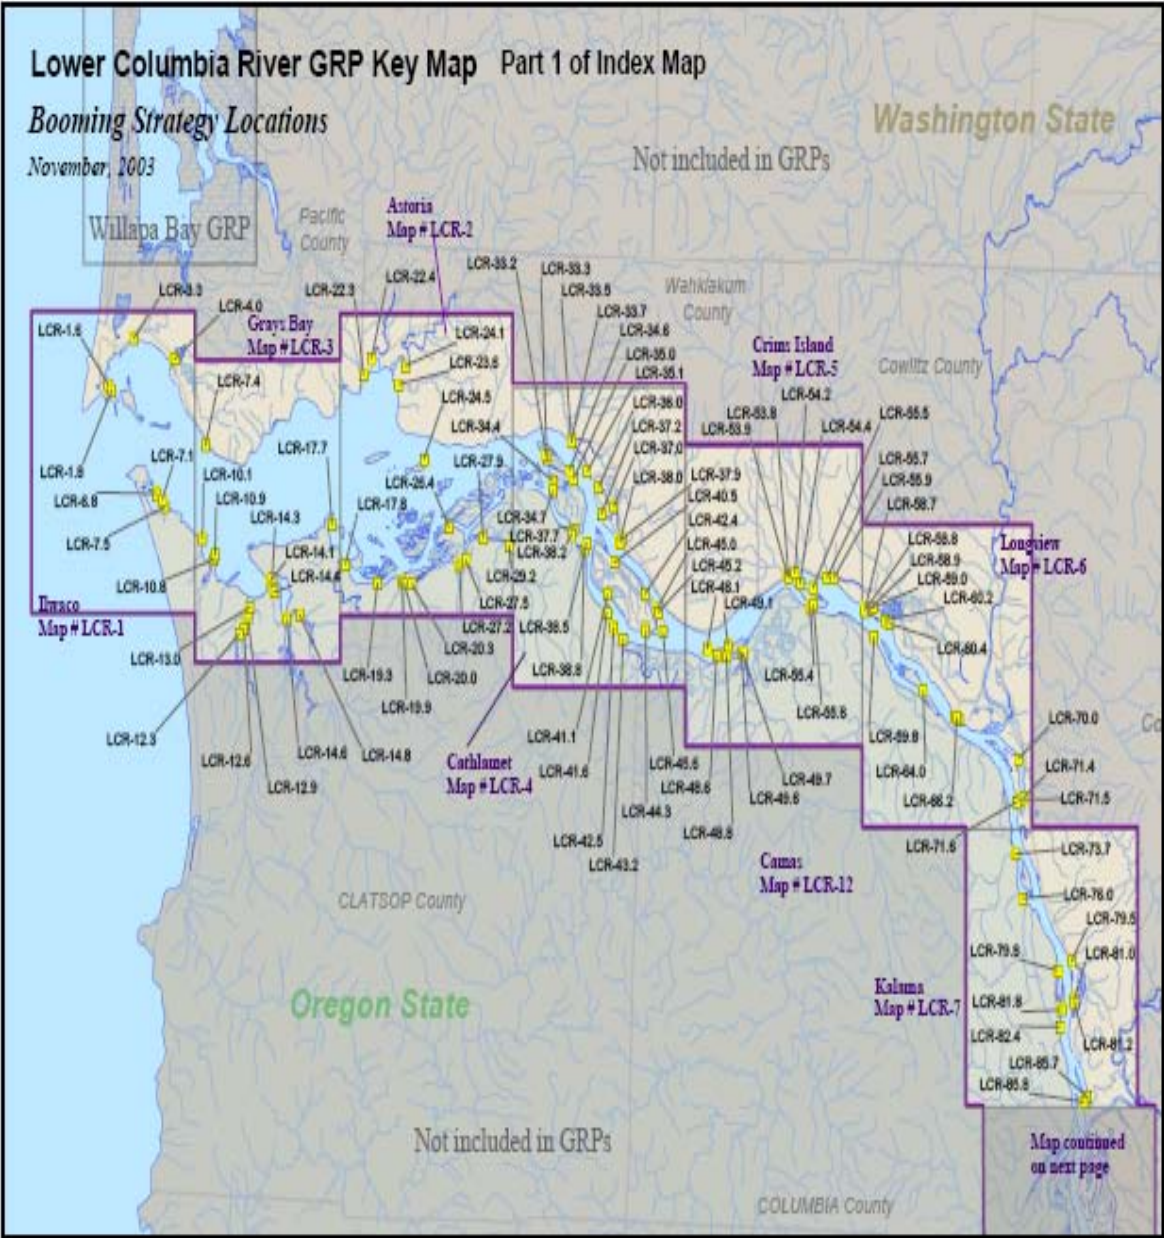 Lower Columbia River GRP Key Map Part 1 of Index Map
Booming Strategy Locations
November, 2003
Washington State
Not included in GRPs
Willapa Bay GRP
Pacific
County
Astoria
Map # LCR-2
Wahkiakum
County
Cowlitz County
Grays Bay
Map # LCR-3
Crims Island
Map # LCR-5
Longview
Map # LCR-6
Ilwaco
Map # LCR-1
Cathlamet
Map # LCR-4
Camas
Map # LCR-12
Kalama
Map # LCR-7
CLATSOP County
Oregon State
Not included in GRPs
COLUMBIA County
Map continued
on next page
Co
LCR-3.3
LCR-4.0
LCR-1.6
LCR-7.4
LCR-1.9
LCR-7.1
LCR-6.8
LCR-7.5
LCR-10.1
LCR-10.9
LCR-10.8
LCR-14.3
LCR-14.1
LCR-14.4
LCR-13.0
LCR-12.3
LCR-12.6
LCR-12.9
LCR-14.6
LCR-14.8
LCR-17.7
LCR-17.8
LCR-22.3
LCR-22.4
LCR-24.1
LCR-23.5
LCR-24.5
LCR-34.4
LCR-27.9
LCR-26.4
LCR-19.3
LCR-19.9
LCR-20.0
LCR-20.3
LCR-27.2
LCR-27.5
LCR-29.2
LCR-33.2
LCR-33.3
LCR-33.5
LCR-33.7
LCR-34.6
LCR-35.0
LCR-35.1
LCR-36.0
LCR-37.2
LCR-37.0
LCR-38.0
LCR-37.9
LCR-40.5
LCR-42.4
LCR-45.0
LCR-45.2
LCR-48.1
LCR-49.1
LCR-34.7
LCR-37.7
LCR-38.2
LCR-38.5
LCR-38.8
LCR-41.1
LCR-41.6
LCR-42.5
LCR-43.2
LCR-44.3
LCR-45.6
LCR-48.6
LCR-48.8
LCR-49.6
LCR-49.7
LCR-53.8
LCR-53.9
LCR-54.2
LCR-54.4
LCR-55.5
LCR-55.7
LCR-55.9
LCR-58.7
LCR-58.8
LCR-58.9
LCR-59.0
LCR-60.2
LCR-60.4
LCR-55.4
LCR-55.6
LCR-59.8
LCR-64.0
LCR-66.2
LCR-70.0
LCR-71.4
LCR-71.5
LCR-71.6
LCR-73.7
LCR-76.0
LCR-79.5
LCR-79.8
LCR-81.0
LCR-81.8
LCR-82.4
LCR-81.2
LCR-85.7
LCR-85.8